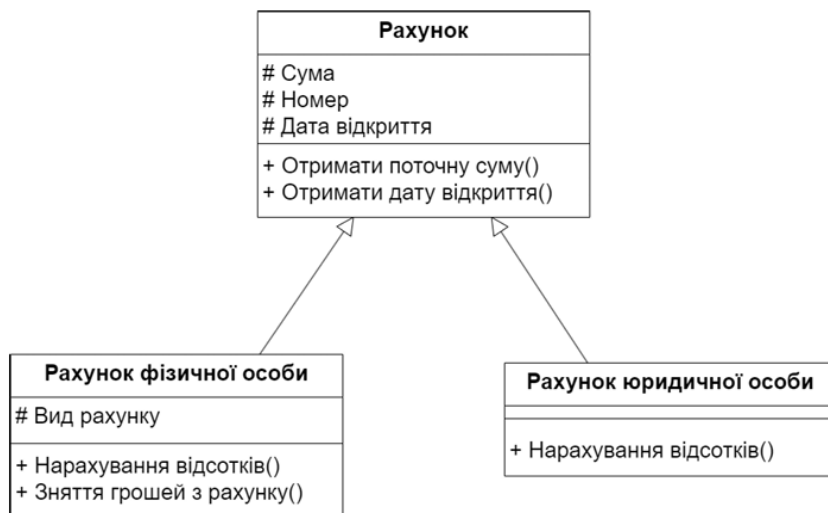 Рахунок
# Сума
# Номер
# Дата відкриття
+ Отримати поточну суму()
+ Отримати дату відкриття()
Рахунок фізичної особи
# Вид рахунку
+ Нарахування відсотків()
+ Зняття грошей з рахунку()
Рахунок юридичної особи
+ Нарахування відсотків()